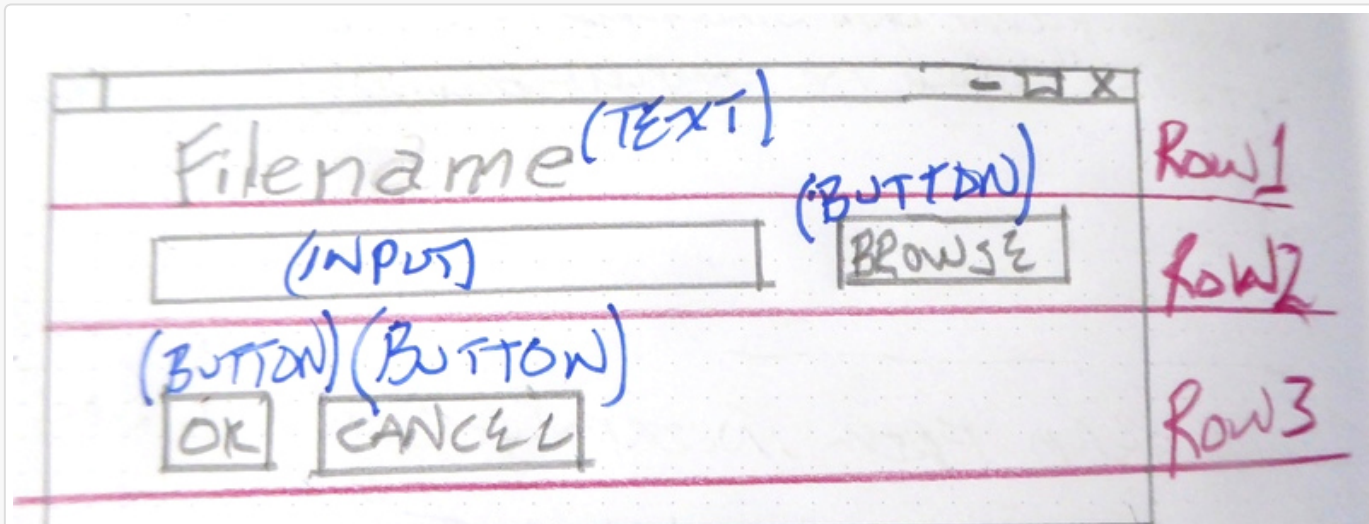 Filename (TEXT) Row1
(BUTTON)
(INPUT) BROWSE Row2
(BUTTON) (BUTTON)
OK CANCEL Row3